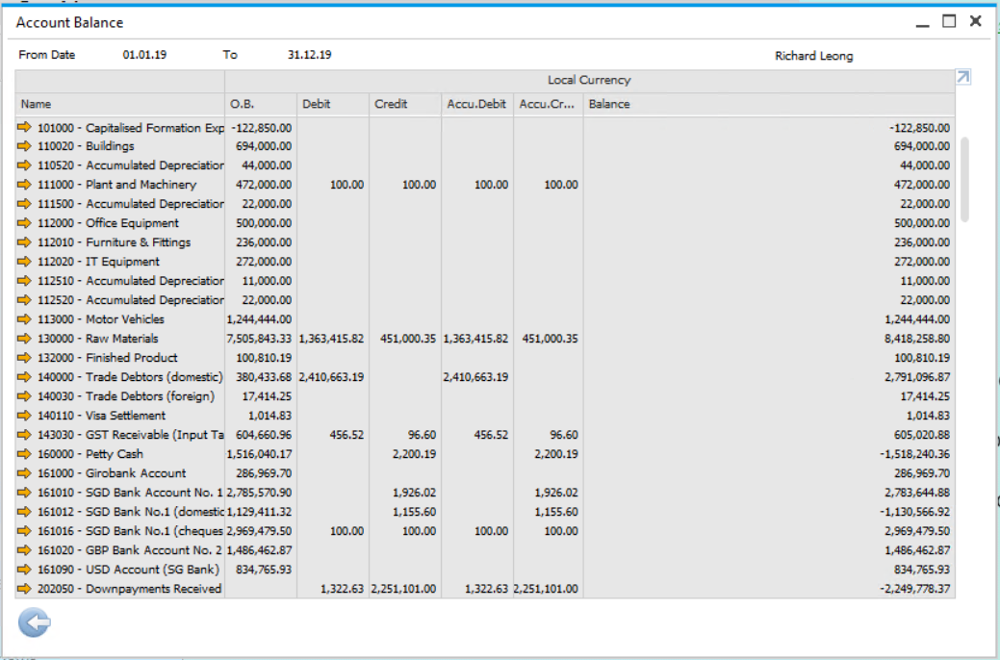 Account Balance
From Date 01.01.19 To 31.12.19 Richard Leong
Local Currency
Name O.B. Debit Credit Accu.Debit Accu.Cr... Balance
101000 - Capitalised Formation Exp -122,850.00 -122,850.00
110020 - Buildings 694,000.00 694,000.00
110520 - Accumulated Depreciation 44,000.00 44,000.00
111000 - Plant and Machinery 472,000.00 100.00 100.00 100.00 100.00 472,000.00
111500 - Accumulated Depreciation 22,000.00 22,000.00
112000 - Office Equipment 500,000.00 500,000.00
112010 - Furniture & Fittings 236,000.00 236,000.00
112020 - IT Equipment 272,000.00 272,000.00
112510 - Accumulated Depreciation 11,000.00 11,000.00
112520 - Accumulated Depreciation 22,000.00 22,000.00
113000 - Motor Vehicles 1,244,444.00 1,244,444.00
130000 - Raw Materials 7,505,843.33 1,363,415.82 451,000.35 1,363,415.82 451,000.35 8,418,258.80
132000 - Finished Product 100,810.19 100,810.19
140000 - Trade Debtors (domestic) 380,433.68 2,410,663.19 2,410,663.19 2,791,096.87
140030 - Trade Debtors (foreign) 17,414.25 17,414.25
140110 - Visa Settlement 1,014.83 1,014.83
143030 - GST Receivable (Input Ta 604,660.96 456.52 96.60 456.52 96.60 605,020.88
160000 - Petty Cash 1,516,040.17 2,200.19 2,200.19 -1,518,240.36
161000 - Girobank Account 286,969.70 286,969.70
161010 - SGD Bank Account No. 1 2,785,570.90 1,926.02 1,926.02 2,783,644.88
161012 - SGD Bank No.1 (domestic 1,129,411.32 1,155.60 1,155.60 -1,130,566.92
161016 - SGD Bank No.1 (cheques 2,969,479.50 100.00 100.00 100.00 100.00 2,969,479.50
161020 - GBP Bank Account No. 2 1,486,462.87 1,486,462.87
161090 - USD Account (SG Bank) 834,765.93 834,765.93
202050 - Downpayments Received 1,322.63 2,251,101.00 1,322.63 2,251,101.00 -2,249,778.37